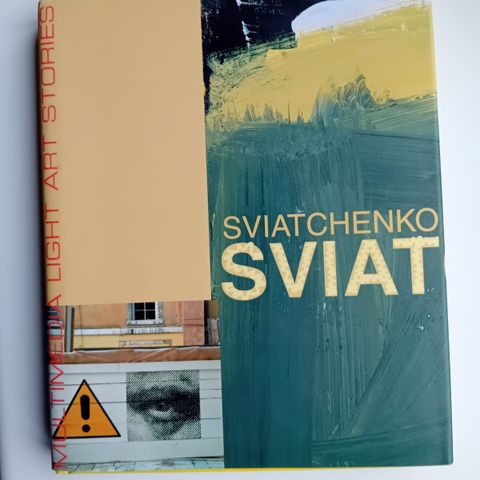 MULTIMEDIA LIGHT ART STORIES
SVIATCHENKO
SVIAT